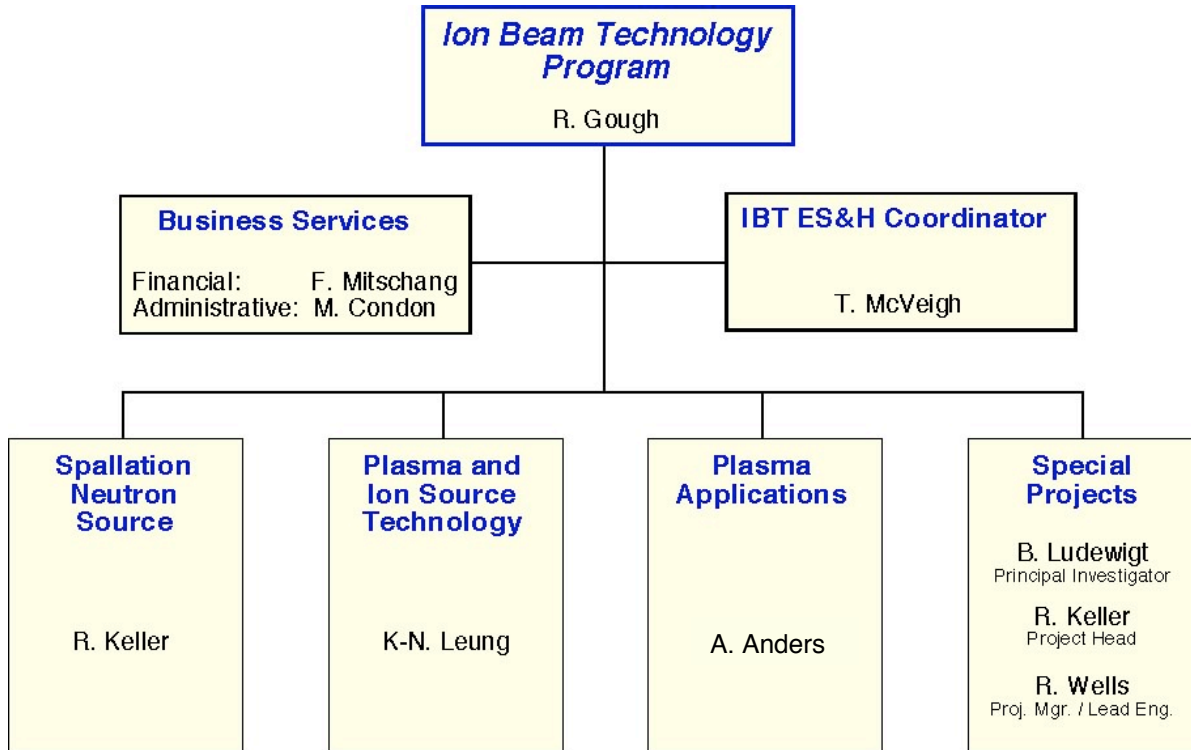 Ion Beam Technology
Program
R. Gough
Business Services
Financial: F. Mitschang
Administrative: M. Condon
IBT ES&H Coordinator
T. McVeigh
Spallation
Neutron
Source
R. Keller
Plasma and
Ion Source
Technology
K-N. Leung
Plasma
Applications
A. Anders
Special
Projects
B. Ludewigt
Principal Investigator
R. Keller
Project Head
R. Wells
Proj. Mgr. / Lead Eng.